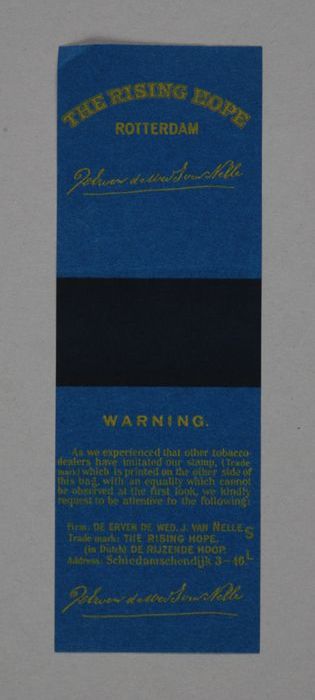 THE RISING HOPE
ROTTERDAM
WARNING.
As we experienced that other tobacco-
dealers have imitated our stamp, (Trade
mark) which is printed on the other side of
this bag, with an equality which cannot
be observed at the first look, we kindly
request to be attentive to the following:
Firm: DE ERVEN DE WED. J. VAN NELLE
S
Trade mark: THE RISING HOPE.
(in Dutch) DE RIJZENDE HOOP.
Address: Schiedamschendijk 3-16
L